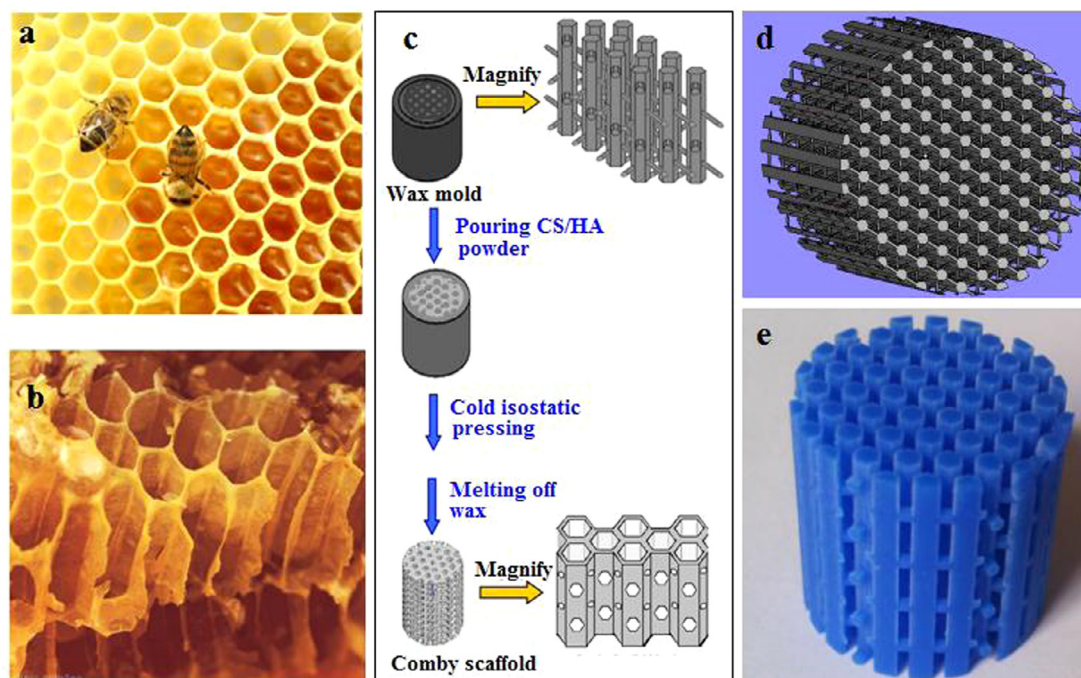 a
b
c
Magnify
Wax mold
Pouring CS/HA
powder
Cold isostatic
pressing
Melting off
wax
Magnify
Comby scaffold
d
e